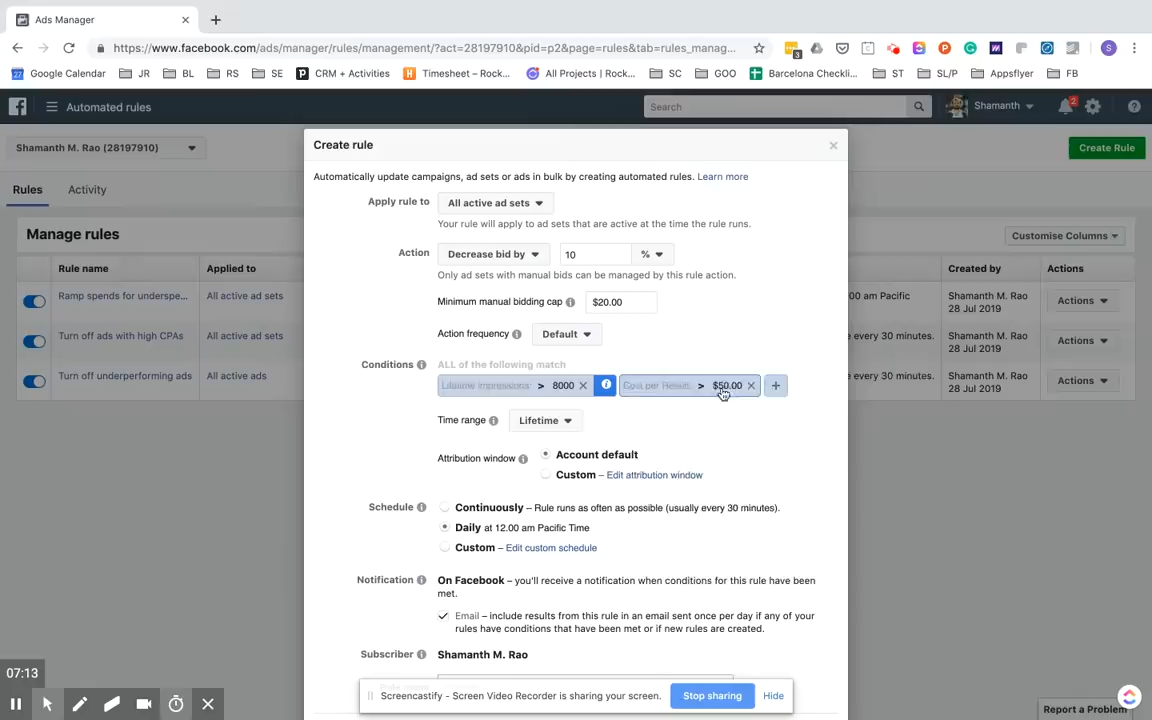 Ads Manager
https://www.facebook.com/ads/manager/rules/management/?act=28197910&pid=p2&page=rules&tab=rules_manag...
3
S
27 Google Calendar JR BL RS SE CRM + Activities Timesheet – Rock... All Projects | Rock... SC GOO Barcelona Checkli... ST SL/P Appsflyer FB
Automated rules
Search
Shamanth
2
Shamanth M. Rao (28197910)
Create Rule
Rules Activity
Manage rules
Customise Columns
Rule name Applied to Created by Actions
Ramp spends for underspe... All active ad sets
00 am Pacific
Shamanth M. Rao
28 Jul 2019
Actions
Turn off ads with high CPAs All active ad sets
e every 30 minutes.
Shamanth M. Rao
28 Jul 2019
Actions
Turn off underperforming ads All active ads
e every 30 minutes.
Shamanth M. Rao
28 Jul 2019
Actions
Create rule
Automatically update campaigns, ad sets or ads in bulk by creating automated rules. Learn more
Apply rule to All active ad sets
Your rule will apply to ad sets that are active at the time the rule runs.
Action Decrease bid by 10 %
Only ad sets with manual bids can be managed by this rule action.
Minimum manual bidding cap $20.00
Action frequency Default
Conditions ALL of the following match
Lifetime Impressions > 8000 Cost per Result > $50.00 +
Time range Lifetime
Attribution window Account default
Custom – Edit attribution window
Schedule Continuously – Rule runs as often as possible (usually every 30 minutes).
Daily at 12.00 am Pacific Time
Custom – Edit custom schedule
Notification On Facebook – you'll receive a notification when conditions for this rule have been
met.
Email – include results from this rule in an email sent once per day if any of your
rules have conditions that have been met or if new rules are created.
Subscriber Shamanth M. Rao
07:13
Screencastify - Screen Video Recorder is sharing your screen. Stop sharing Hide
Report a Problem